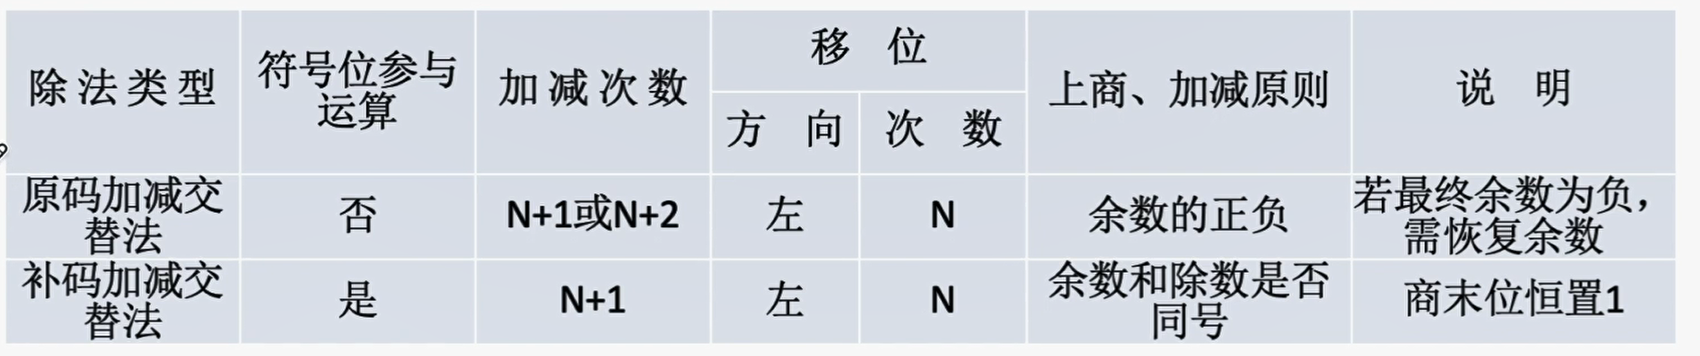 除法类型
符号位参与
运算
加减次数
移 位
方 向
次 数
上商、加减原则
说 明
原码加减交
替法
否
N+1或N+2
左
N
余数的正负
若最终余数为负，
需恢复余数
补码加减交
替法
是
N+1
左
N
余数和除数是否
同号
商末位恒置1